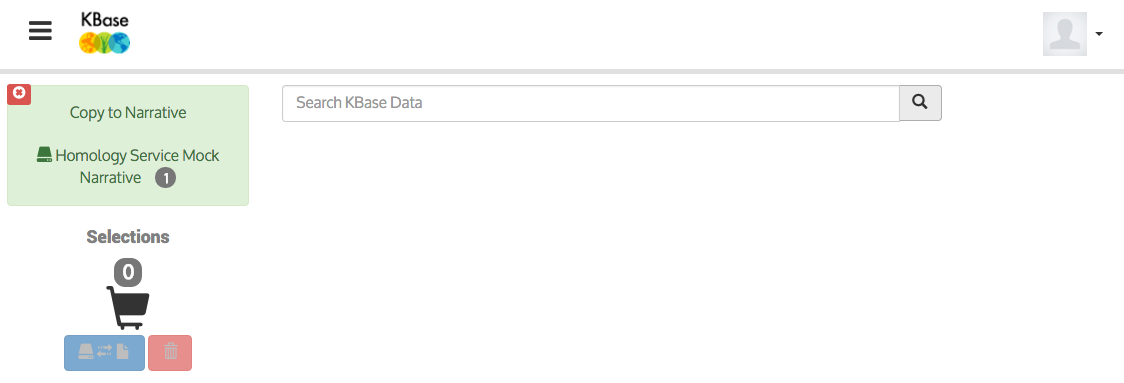 KBase
Copy to Narrative
Search KBase Data
Homology Service Mock
Narrative 1
Selections
0